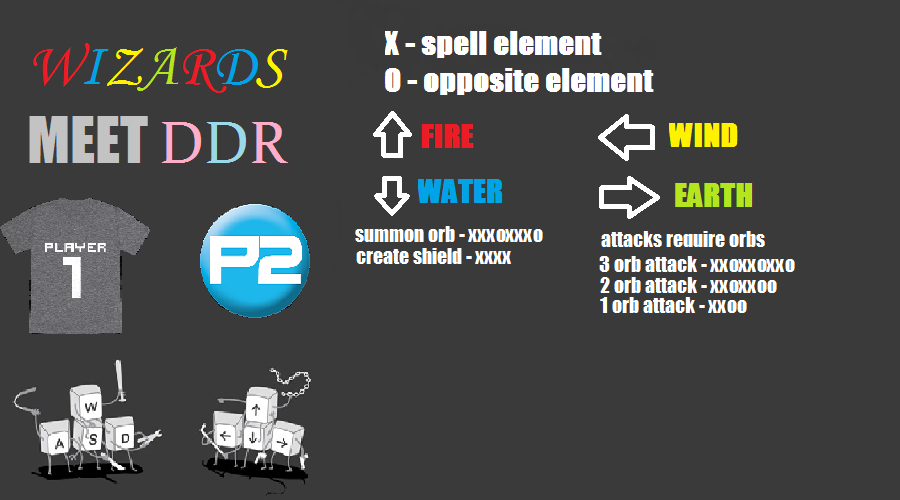 WIZARDS
MEET DDR
PLAYER
1
P2
W
A S D
X - spell element
O - opposite element
FIRE
WATER
WIND
EARTH
summon orb - xxxoxxxo
create shield - xxxx
attacks require orbs
3 orb attack - xxoxxoxxo
2 orb attack - xxoxxoo
1 orb attack - xxoo